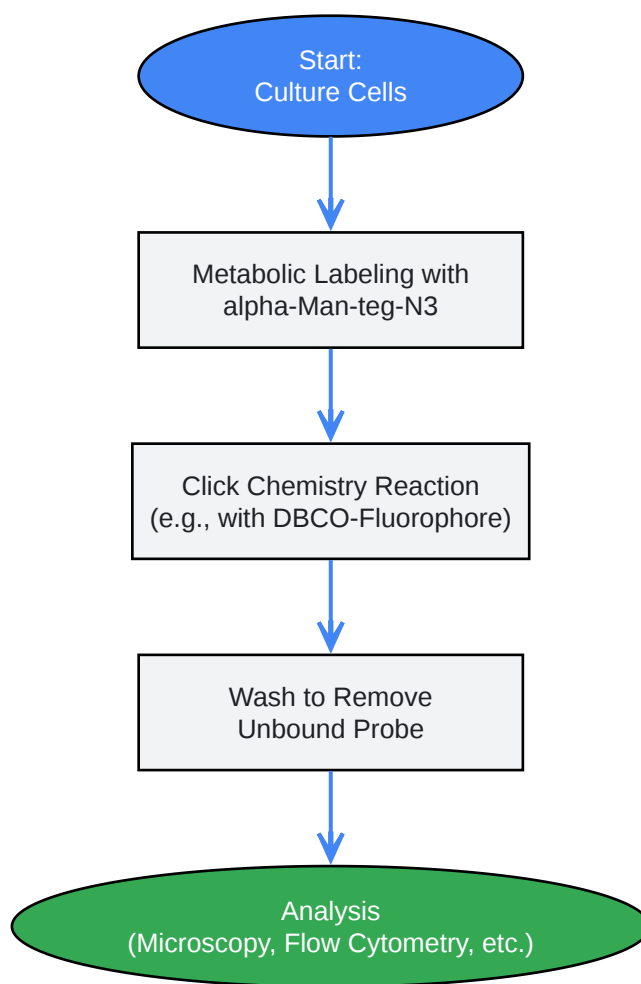 Start:
Culture Cells
Metabolic Labeling with
alpha-Man-teg-N3
Click Chemistry Reaction
(e.g., with DBCO-Fluorophore)
Wash to Remove
Unbound Probe
Analysis
(Microscopy, Flow Cytometry, etc.)